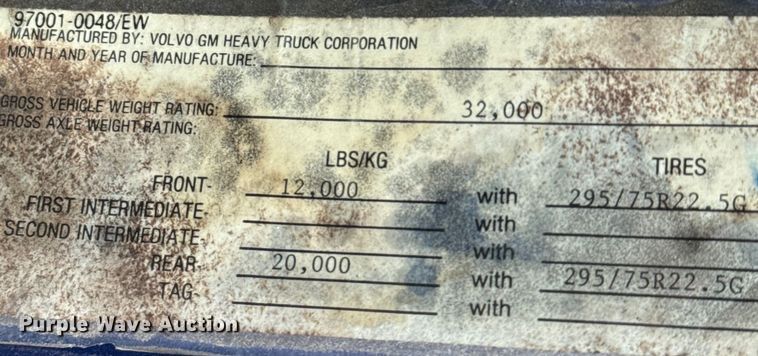 97001-0048/EW
MANUFACTURED BY: VOLVO GM HEAVY TRUCK CORPORATION
MONTH AND YEAR OF MANUFACTURE:
GROSS VEHICLE WEIGHT RATING: 32,000
GROSS AXLE WEIGHT RATING:
LBS/KG TIRES
FRONT- 12,000 with 295/75R22.5G
FIRST INTERMEDIATE- with
SECOND INTERMEDIATE- with
REAR- 20,000 with 295/75R22.5G
TAG- with
Purple Wave Auction